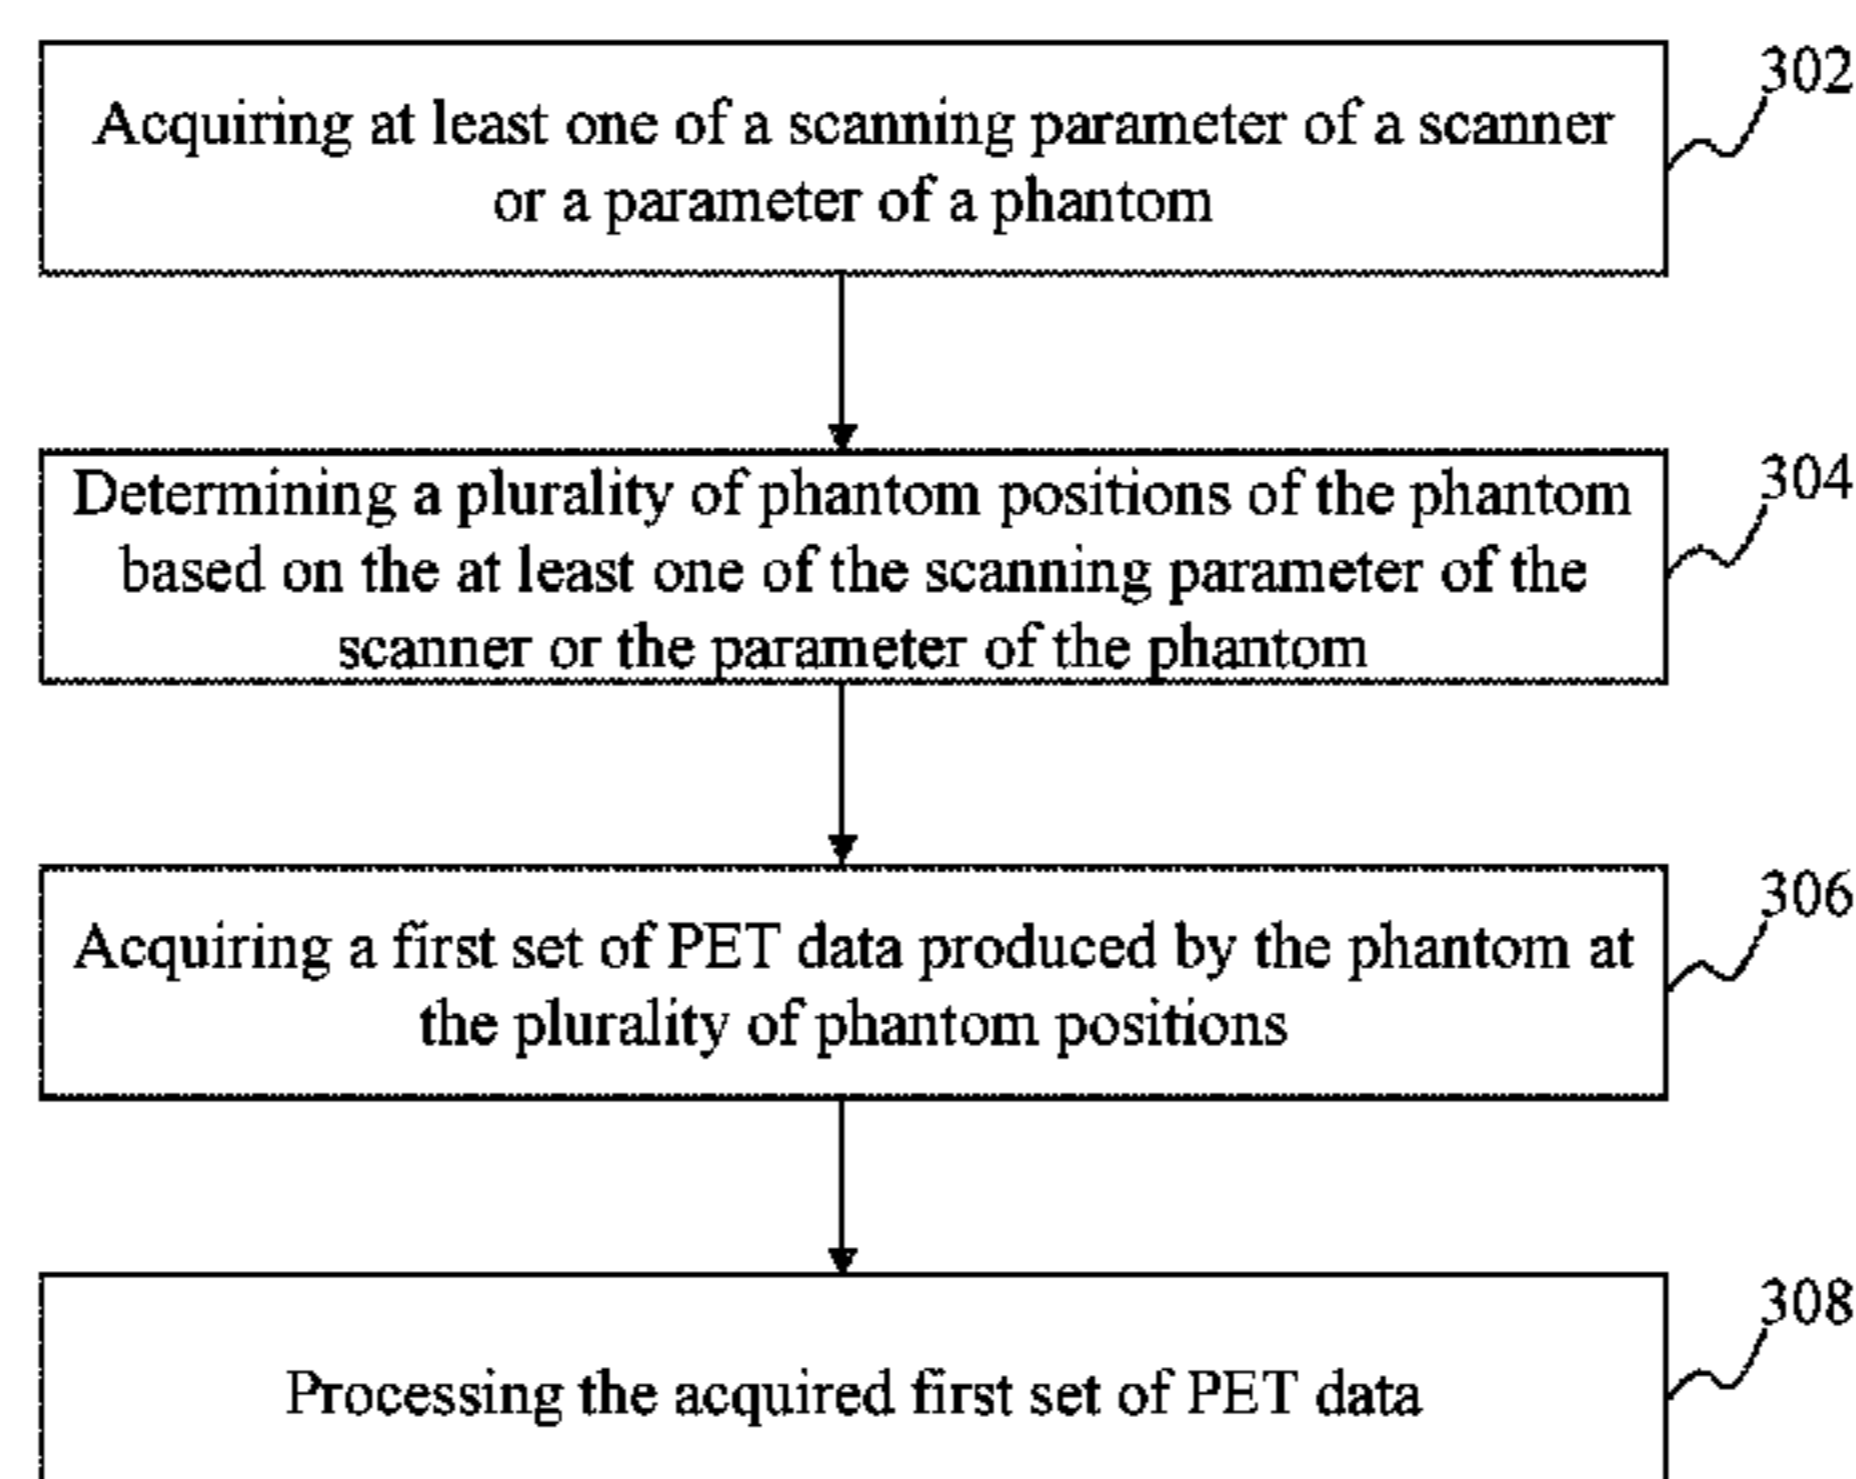 302
Acquiring at least one of a scanning parameter of a scanner
or a parameter of a phantom
304
Determining a plurality of phantom positions of the phantom
based on the at least one of the scanning parameter of the
scanner or the parameter of the phantom
306
Acquiring a first set of PET data produced by the phantom at
the plurality of phantom positions
308
Processing the acquired first set of PET data